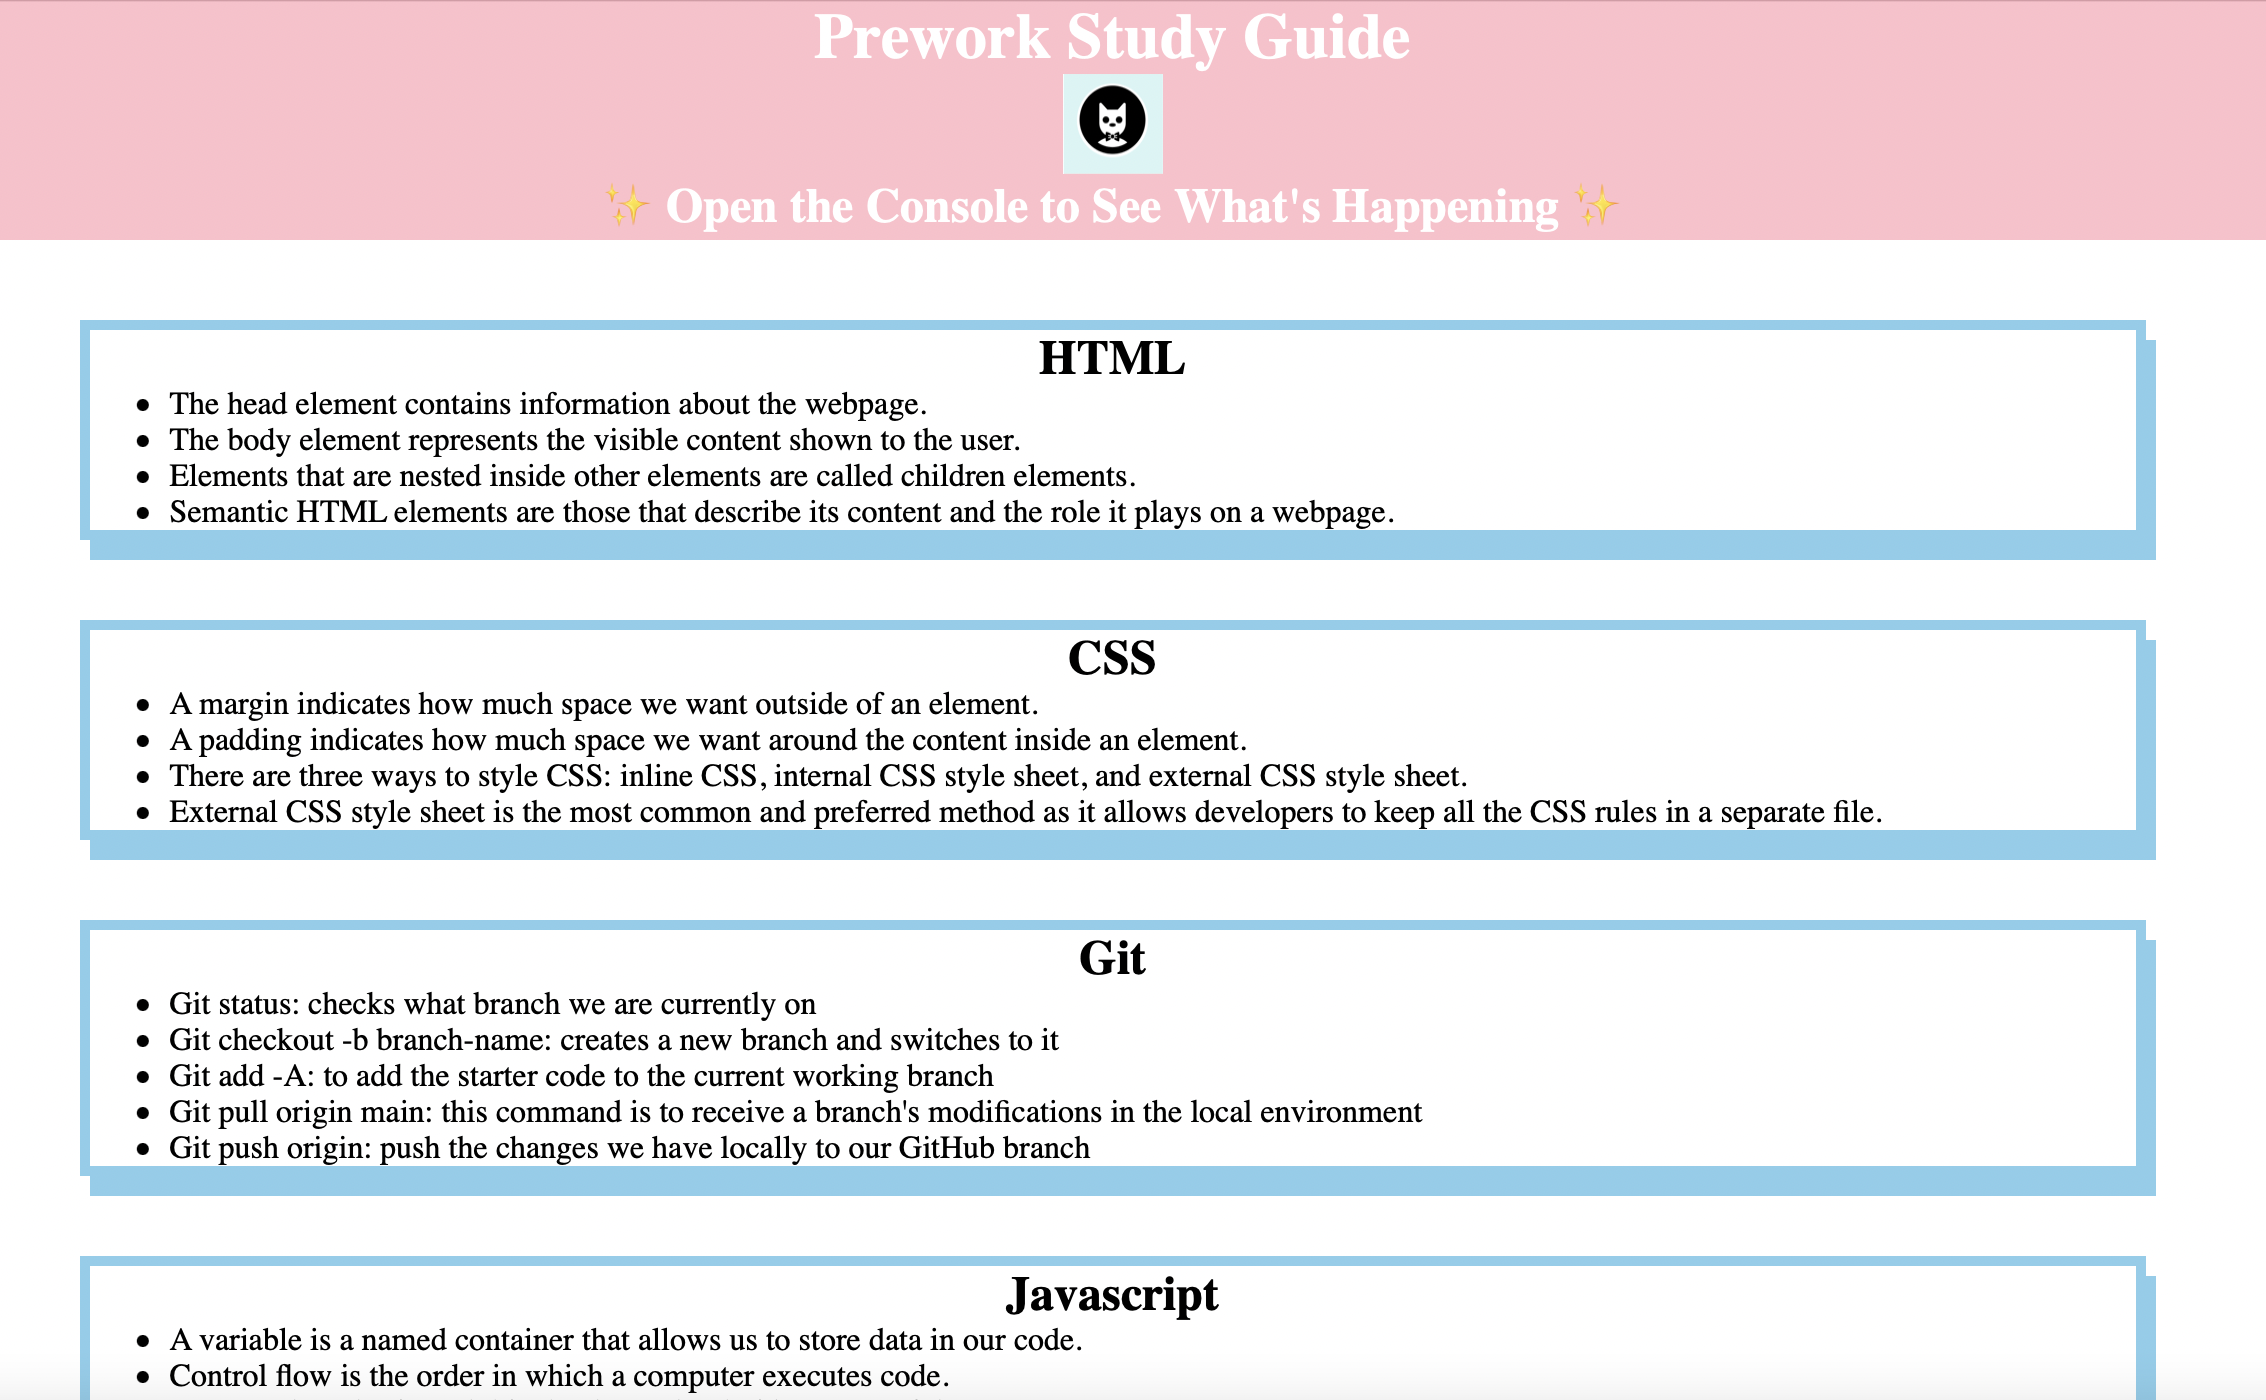 Prework Study Guide
✨ Open the Console to See What's Happening ✨
HTML
• The head element contains information about the webpage.
• The body element represents the visible content shown to the user.
• Elements that are nested inside other elements are called children elements.
• Semantic HTML elements are those that describe its content and the role it plays on a webpage.
CSS
• A margin indicates how much space we want outside of an element.
• A padding indicates how much space we want around the content inside an element.
• There are three ways to style CSS: inline CSS, internal CSS style sheet, and external CSS style sheet.
• External CSS style sheet is the most common and preferred method as it allows developers to keep all the CSS rules in a separate file.
Git
• Git status: checks what branch we are currently on
• Git checkout -b branch-name: creates a new branch and switches to it
• Git add -A: to add the starter code to the current working branch
• Git pull origin main: this command is to receive a branch's modifications in the local environment
• Git push origin: push the changes we have locally to our GitHub branch
Javascript
• A variable is a named container that allows us to store data in our code.
• Control flow is the order in which a computer executes code.